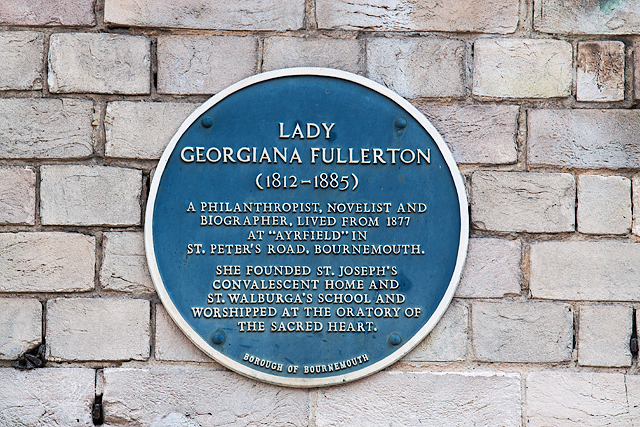 LADY
GEORGIANA FULLERTON
(1812-1885)
A PHILANTHROPIST, NOVELIST AND
BIOGRAPHER, LIVED FROM 1877
AT "AYRFIELD" IN
ST. PETER'S ROAD, BOURNEMOUTH.
SHE FOUNDED ST. JOSEPH'S
CONVALESCENT HOME AND
ST. WALBURGA'S SCHOOL AND
WORSHIPPED AT THE ORATORY OF
THE SACRED HEART.
BOROUGH OF BOURNEMOUTH